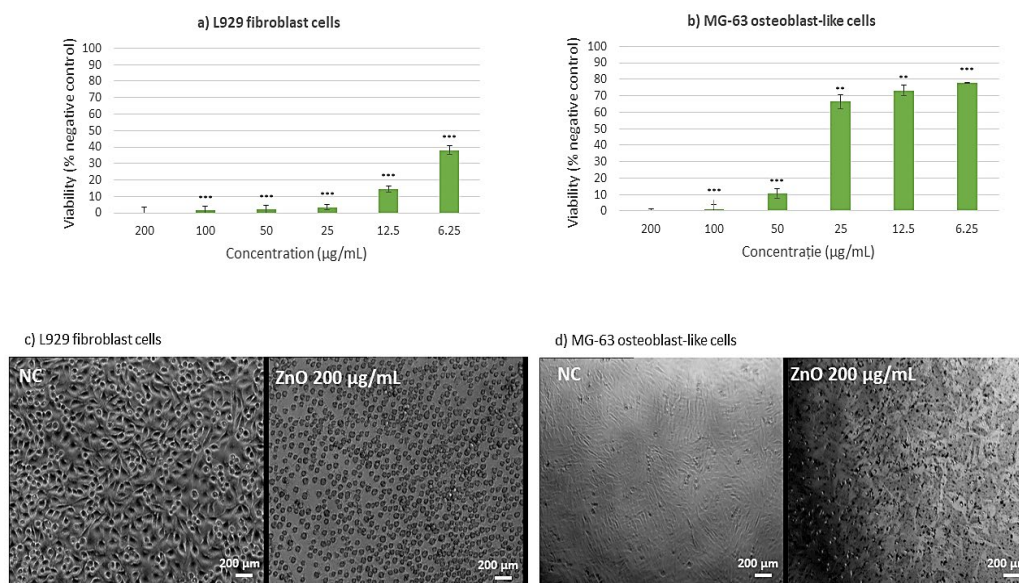 a) L929 fibroblast cells
Viability (% negative control)
100
90
80
70
60
50
40
30
20
10
0
***
***
***
***
***
200 100 50 25 12.5 6.25
Concentration (µg/mL)
b) MG-63 osteoblast-like cells
Viability (% negative control)
100
90
80
70
60
50
40
30
20
10
0
***
***
**
**
***
200 100 50 25 12.5 6.25
Concentrație (µg/mL)
c) L929 fibroblast cells
NC
200 µm
ZnO 200 µg/mL
200 µm
d) MG-63 osteoblast-like cells
NC
200 µm
ZnO 200 µg/mL
200 µm